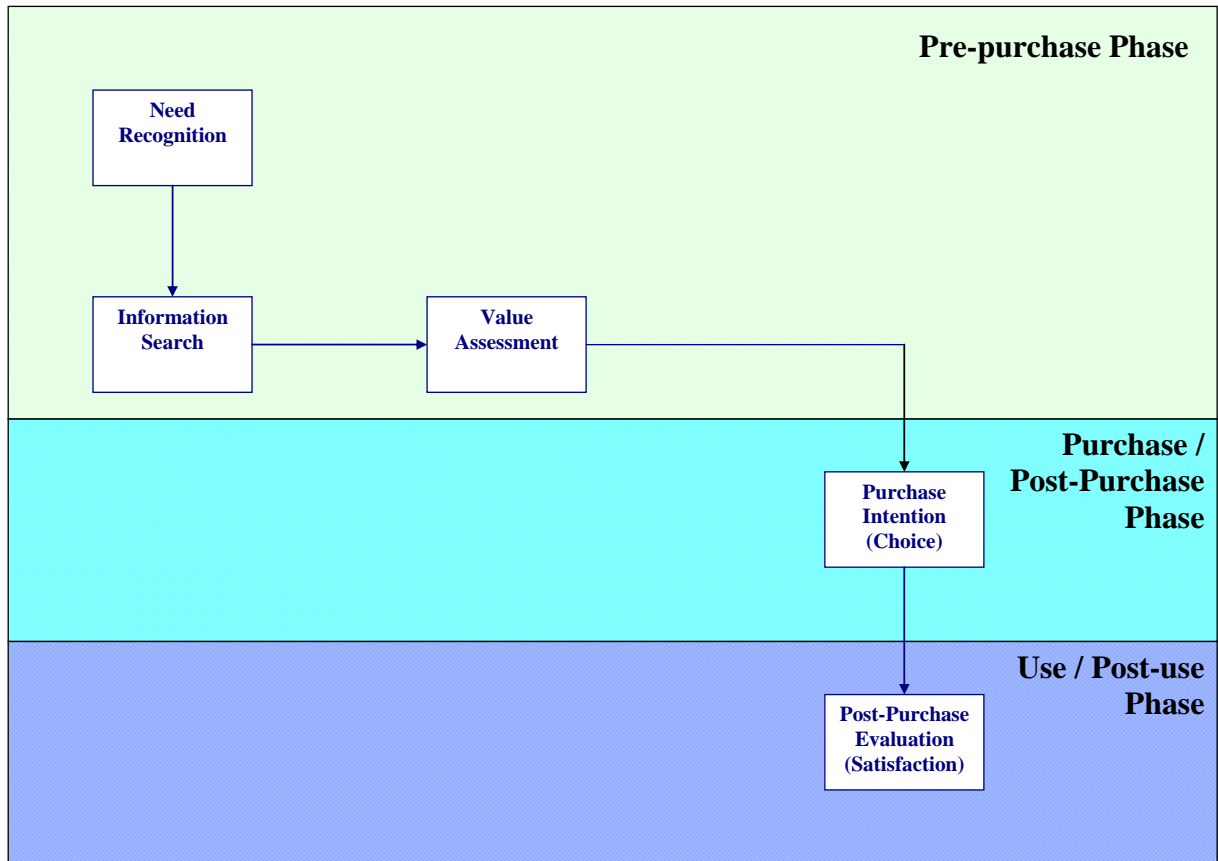 Pre-purchase Phase
Need
Recognition
Information
Search
Value
Assessment
Purchase /
Post-Purchase
Phase
Purchase
Intention
(Choice)
Use / Post-use
Phase
Post-Purchase
Evaluation
(Satisfaction)